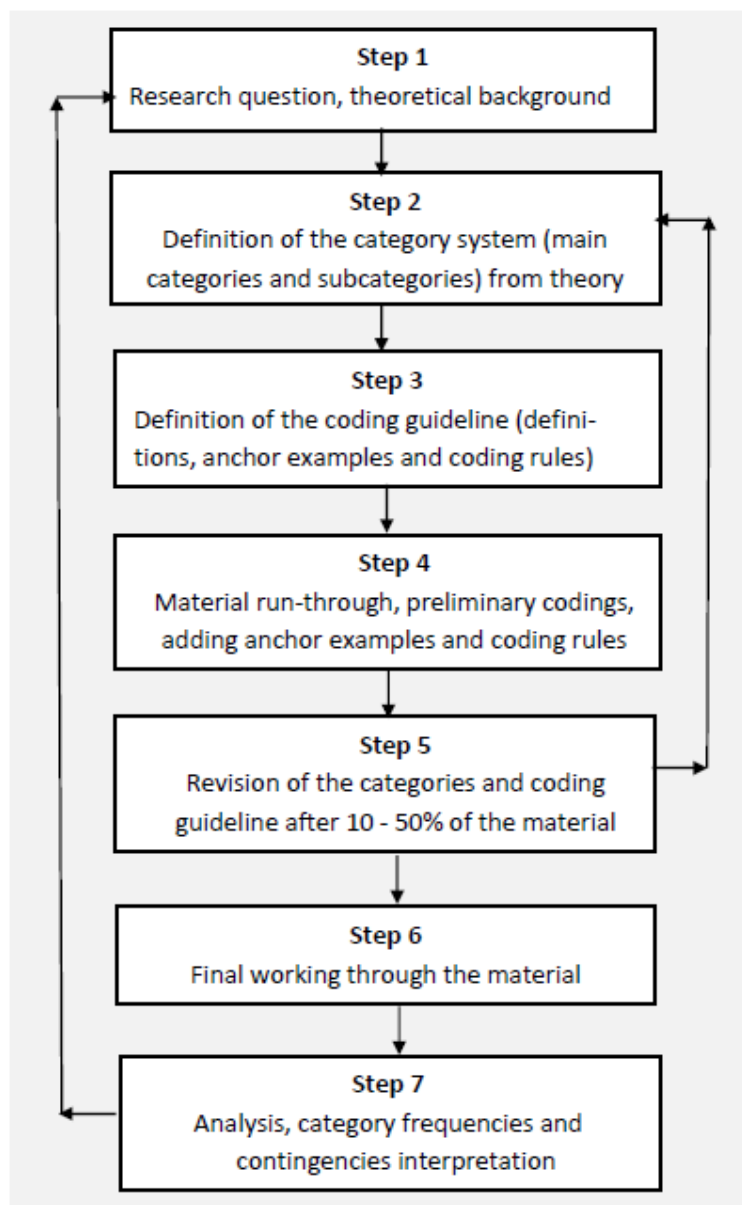 Step 1
Research question, theoretical background
Step 2
Definition of the category system (main
categories and subcategories) from theory
Step 3
Definition of the coding guideline (defini-
tions, anchor examples and coding rules)
Step 4
Material run-through, preliminary codings,
adding anchor examples and coding rules
Step 5
Revision of the categories and coding
guideline after 10 - 50% of the material
Step 6
Final working through the material
Step 7
Analysis, category frequencies and
contingencies interpretation